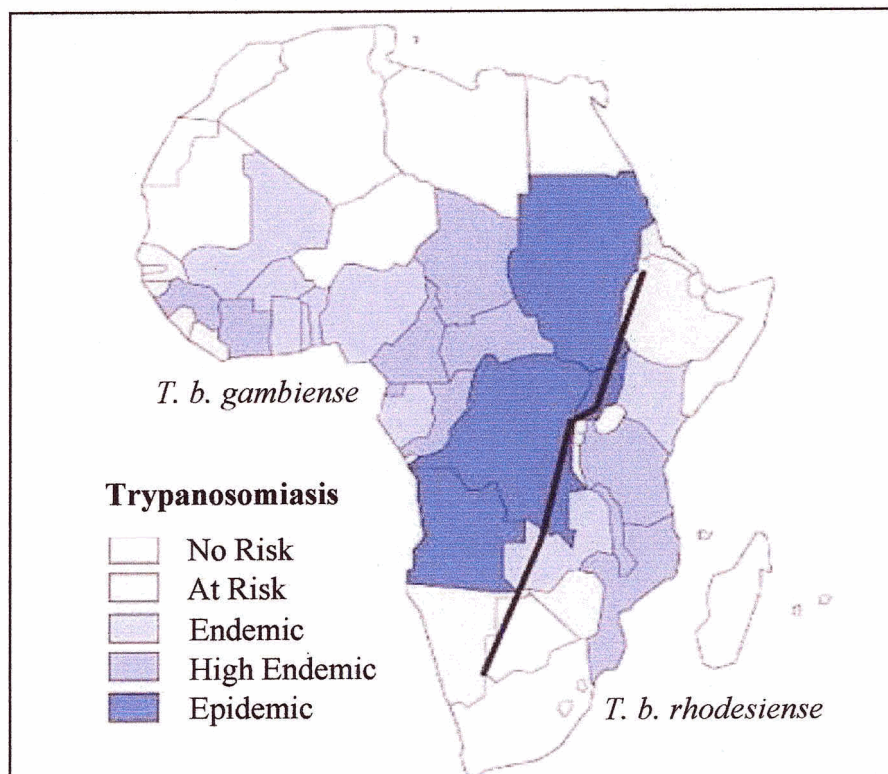 T. b. gambiense
Trypanosomiasis
No Risk
At Risk
Endemic
High Endemic
Epidemic
T. b. rhodesiense